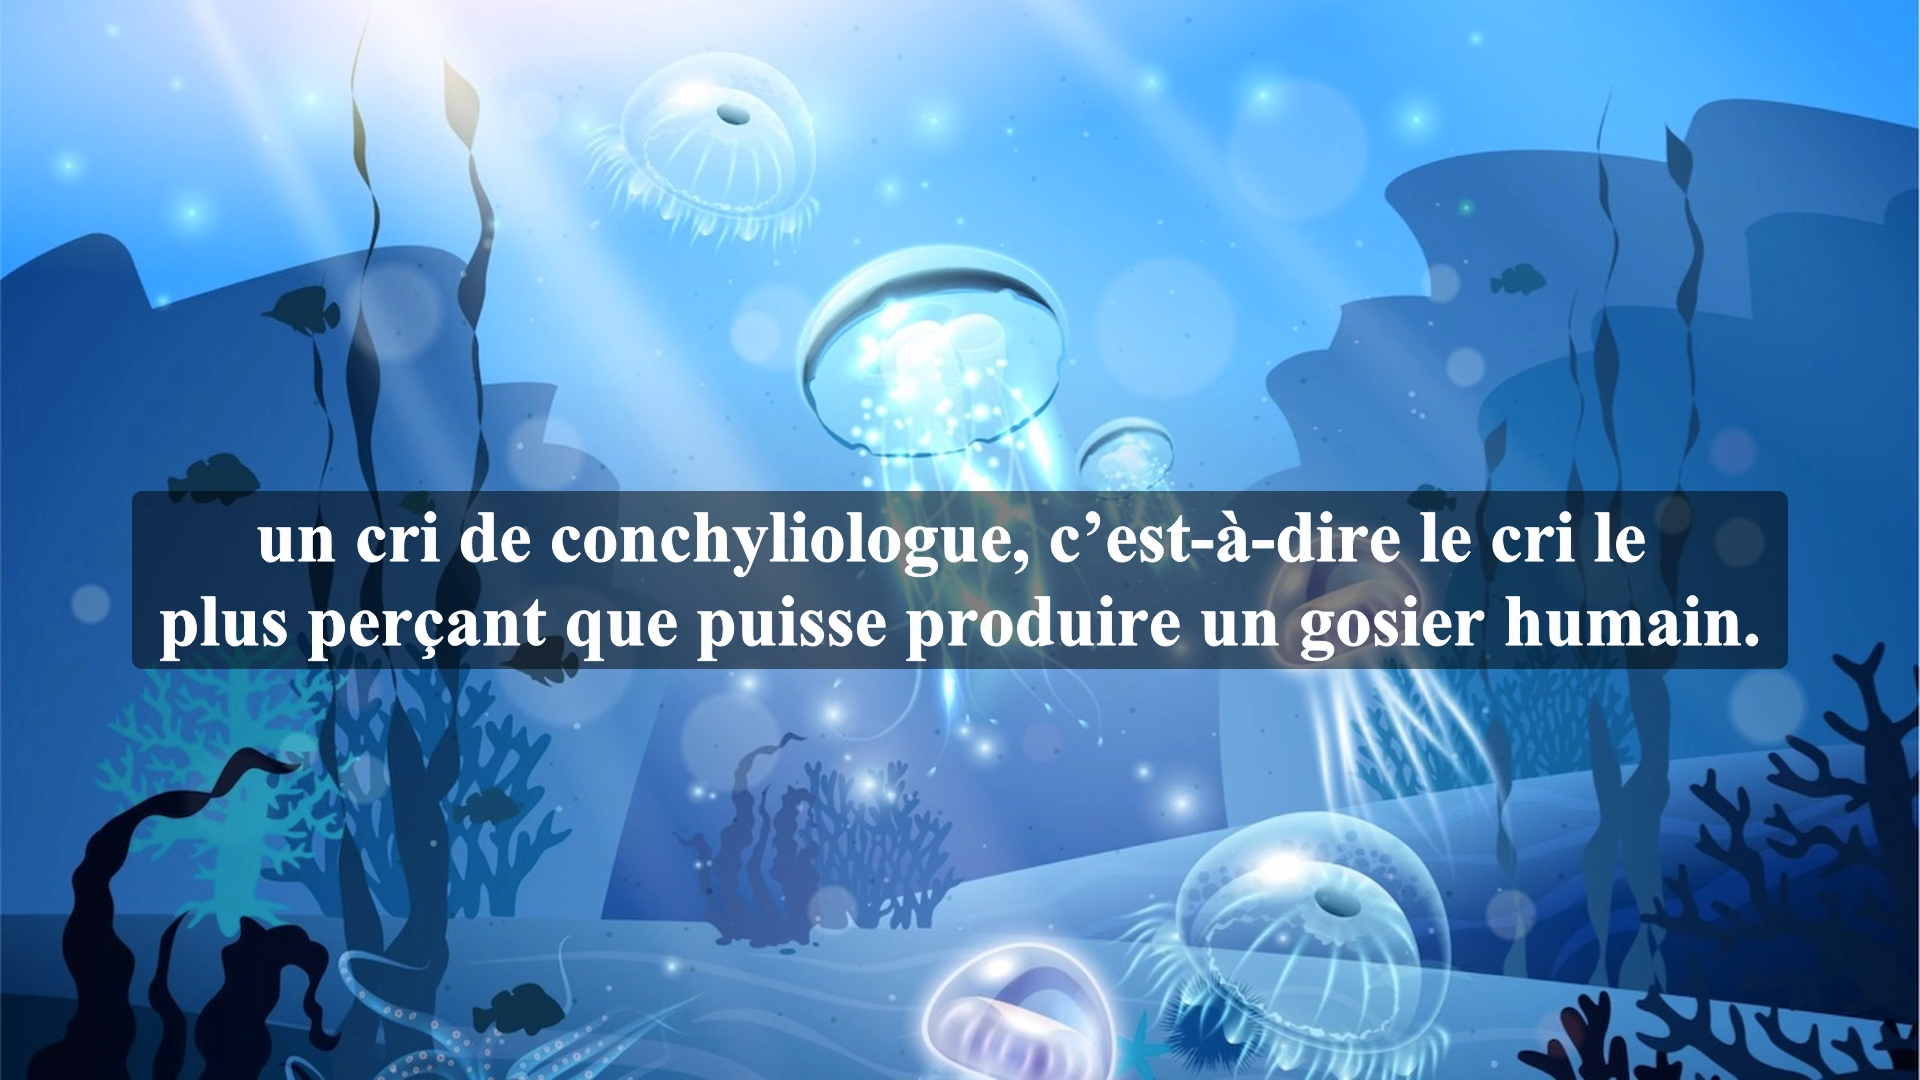 un cri de conchyliologue, c’est-à-dire le cri le
plus perçant que puisse produire un gosier humain.